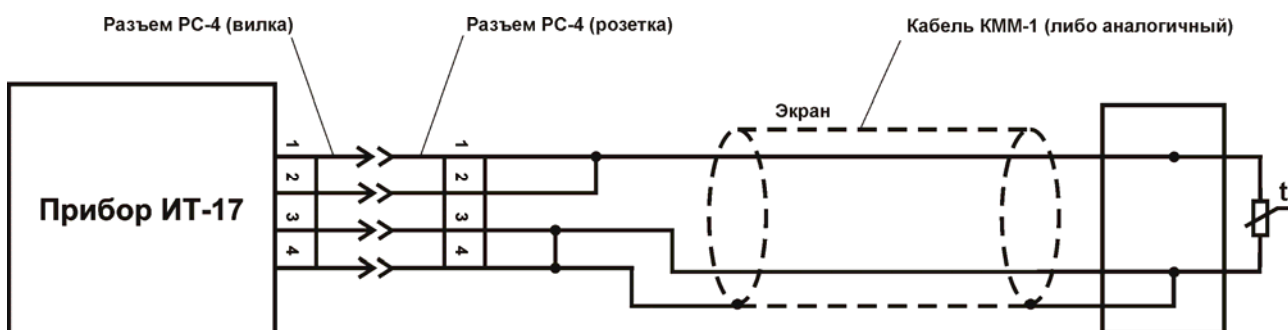 Разъем РС-4 (вилка)
Разъем РС-4 (розетка)
Кабель КММ-1 (либо аналогичный)
Экран
Прибор ИТ-17
1
2
3
4
1
2
3
4
t